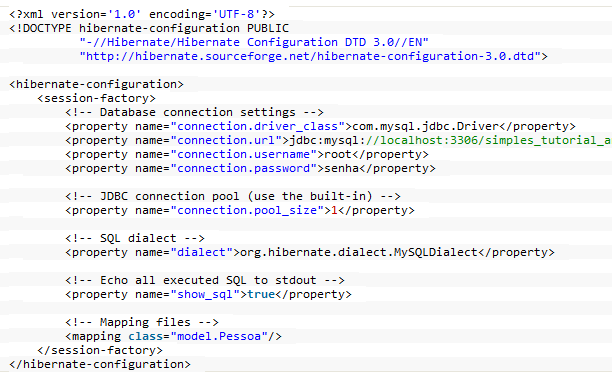 <?xml version='1.0' encoding='UTF-8'?>
<!DOCTYPE hibernate-configuration PUBLIC
"-//Hibernate/Hibernate Configuration DTD 3.0//EN"
"http://hibernate.sourceforge.net/hibernate-configuration-3.0.dtd">
<hibernate-configuration>
<session-factory>
<!-- Database connection settings -->
<property name="connection.driver_class">com.mysql.jdbc.Driver</property>
<property name="connection.url">jdbc:mysql://localhost:3306/simples_tutorial_a
<property name="connection.username">root</property>
<property name="connection.password">senha</property>
<!-- JDBC connection pool (use the built-in) -->
<property name="connection.pool_size">1</property>
<!-- SQL dialect -->
<property name="dialect">org.hibernate.dialect.MySQLDialect</property>
<!-- Echo all executed SQL to stdout -->
<property name="show_sql">true</property>
<!-- Mapping files -->
<mapping class="model.Pessoa"/>
</session-factory>
</hibernate-configuration>